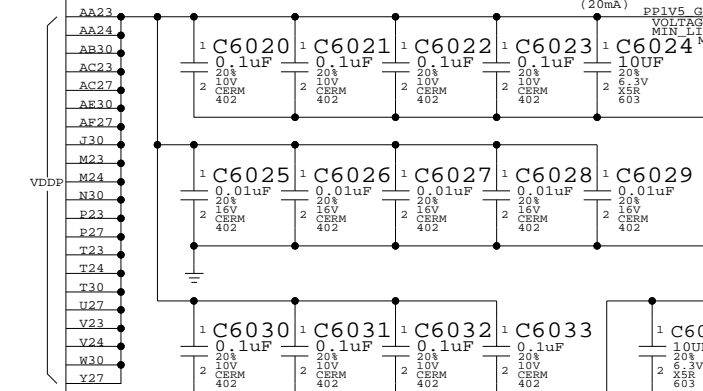 (20mA)
AA23
AA24
AB30
AC23
AC27
AE30
AF27
J30
M23
M24
N30
P23
P27
T23
T24
T30
U27
V23
V24
W30
Y27
VDDP
PP1V5_G
VOLTAG
MIN_LI
M
1 C6020
0.1uF
20%
10V
2 CERM
402
1 C6021
0.1uF
20%
10V
2 CERM
402
1 C6022
0.1uF
20%
10V
2 CERM
402
1 C6023
0.1uF
20%
10V
2 CERM
402
1 C6024
10UF
20%
6.3V
2 X5R
603
1 C6025
0.01uF
20%
16V
2 CERM
402
1 C6026
0.01uF
20%
16V
2 CERM
402
1 C6027
0.01uF
20%
16V
2 CERM
402
1 C6028
0.01uF
20%
16V
2 CERM
402
1 C6029
0.01uF
20%
16V
2 CERM
402
1 C6030
0.1uF
20%
10V
2 CERM
402
1 C6031
0.1uF
20%
10V
2 CERM
402
1 C6032
0.1uF
20%
10V
2 CERM
402
1 C6033
0.1uF
20%
10V
2 CERM
402
1 C60
10U
20%
6.3V
2 X5R
603